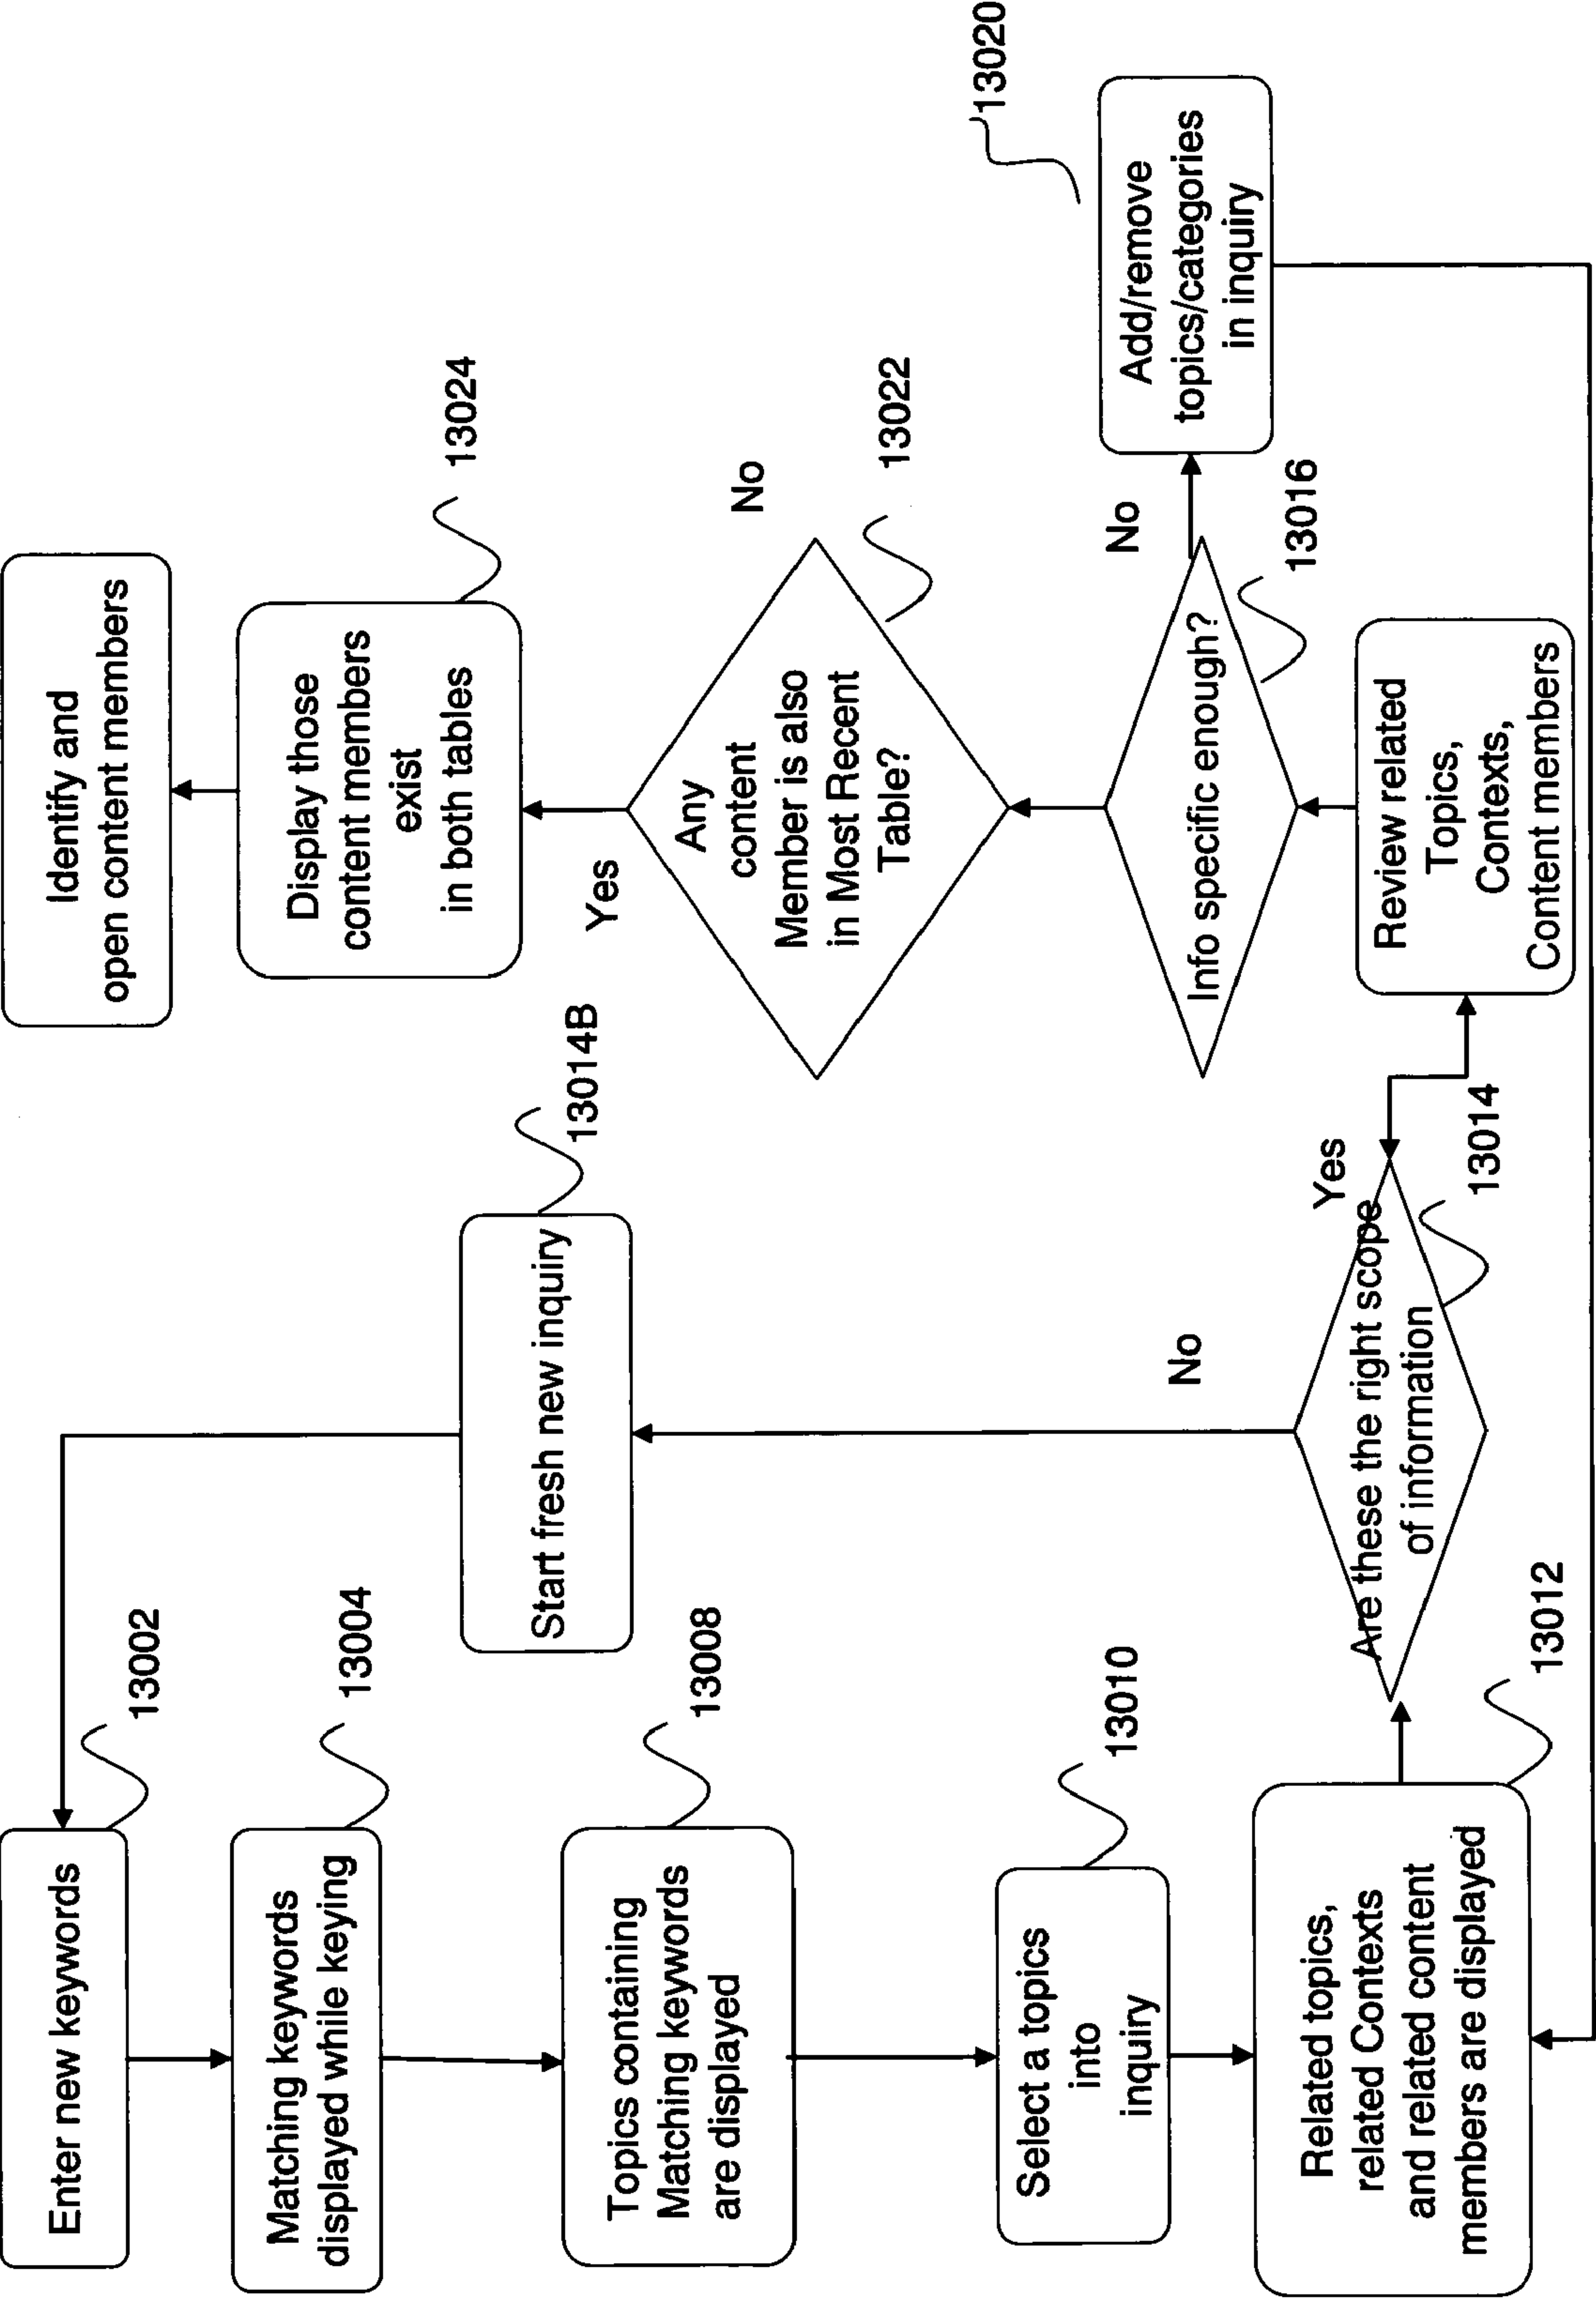 Enter new keywords
13002
Matching keywords
displayed while keying
13004
Topics containing
Matching keywords
are displayed
13008
Select a topics
into
inquiry
13010
Related topics,
related Contexts
and related content
members are displayed
13012
Are these the right scope
of information
13014
No
Yes
Start fresh new inquiry
13014B
Review related
Topics,
Contexts,
Content members
Info specific enough?
13016
No
Add/remove
topics/categories
in inquiry
13020
Any
content
Member is also
in Most Recent
Table?
13022
No
Yes
Display those
content members
exist
in both tables
13024
Identify and
open content members